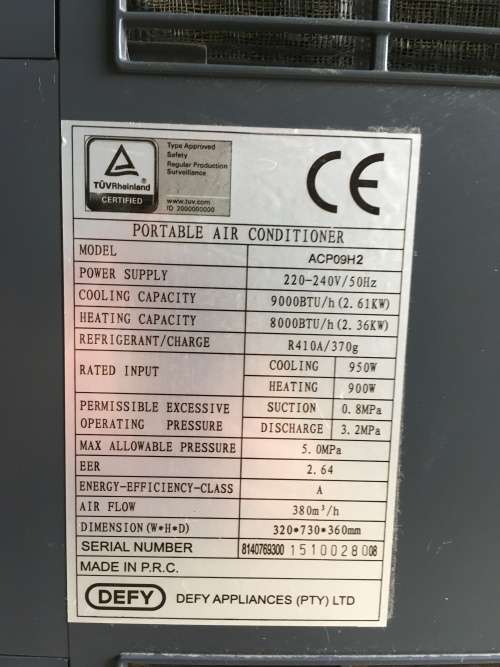 TÜVRheinland
CERTIFIED
Type Approved
Safety
Regular Production
Surveillance
www.tuv.com
ID 2000000000
CE
PORTABLE AIR CONDITIONER
MODEL ACP09H2
POWER SUPPLY 220-240V/50Hz
COOLING CAPACITY 9000BTU/h(2.61KW)
HEATING CAPACITY 8000BTU/h(2.36KW)
REFRIGERANT/CHARGE R410A/370g
RATED INPUT COOLING 950W
HEATING 900W
PERMISSIBLE EXCESSIVE SUCTION 0.8MPa
OPERATING PRESSURE DISCHARGE 3.2MPa
MAX ALLOWABLE PRESSURE 5.0MPa
EER 2.64
ENERGY-EFFICIENCY-CLASS A
AIR FLOW 380m³/h
DIMENSION(W*H*D) 320*730*360mm
SERIAL NUMBER 8140769300 1510028008
MADE IN P.R.C.
DEFY DEFY APPLIANCES (PTY) LTD